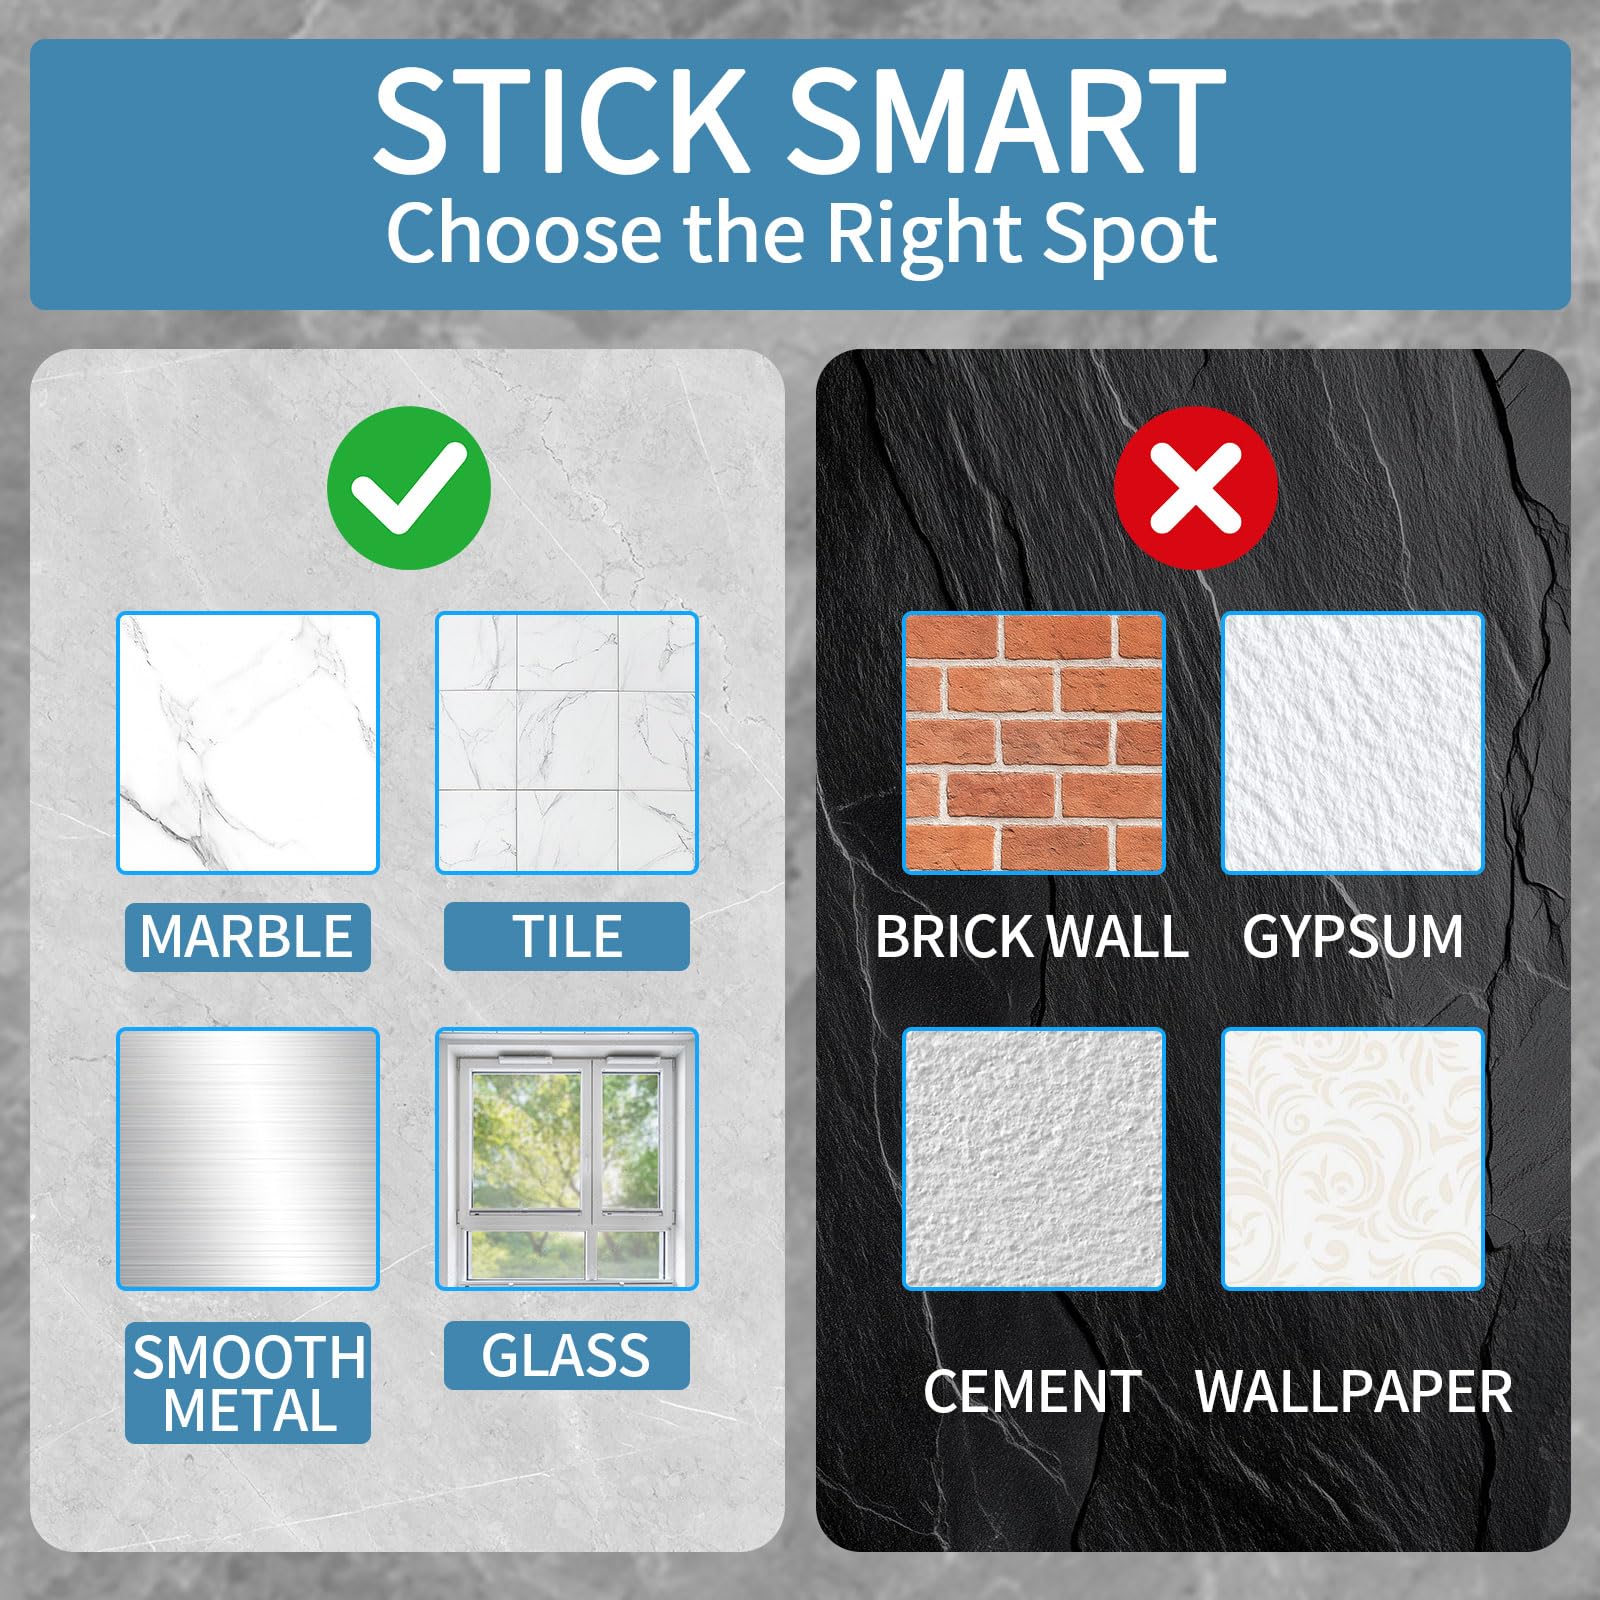 STICK SMART
Choose the Right Spot
MARBLE
TILE
SMOOTH
METAL
GLASS
BRICK WALL
GYPSUM
CEMENT
WALLPAPER